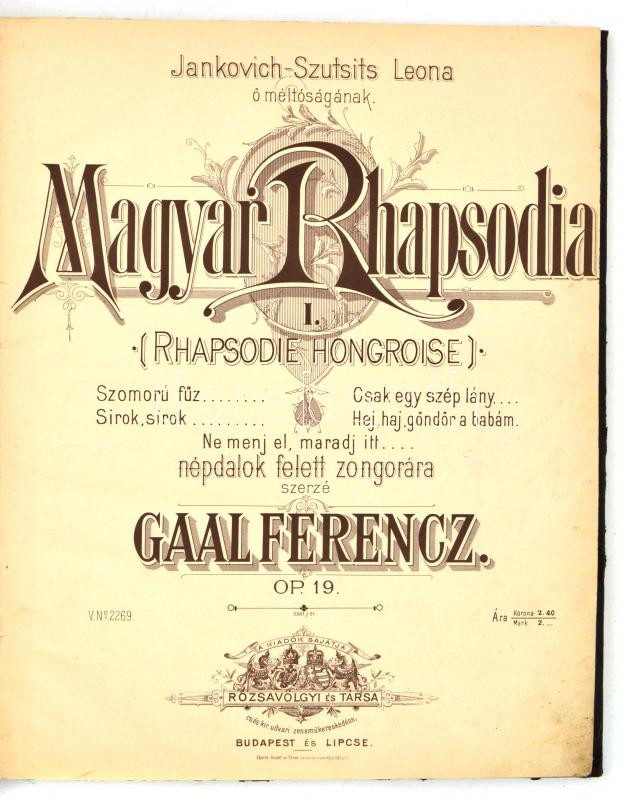 Jankovich-Szutsits Leona
ő méltóságának.
Magyar Rhapsodia
I.
(RHAPSODIE HONGROISE)
Szomorú fűz........ Csak egy szép lány....
Sirok, sirok......... Hej, haj, göndör a babám.
Ne menj el, maradj itt....
népdalok felett zongorára
szerzé
GAAL FERENCZ.
OP. 19.
V. No. 2269.
Ára Korona 2.40
Mark 2.—
A KIADÓK SAJÁTJA
RÓZSAVÖLGYI ÉS TÁRSA
cs és kir udvari zeneműkereskedése,
BUDAPEST ÉS LIPCSE.